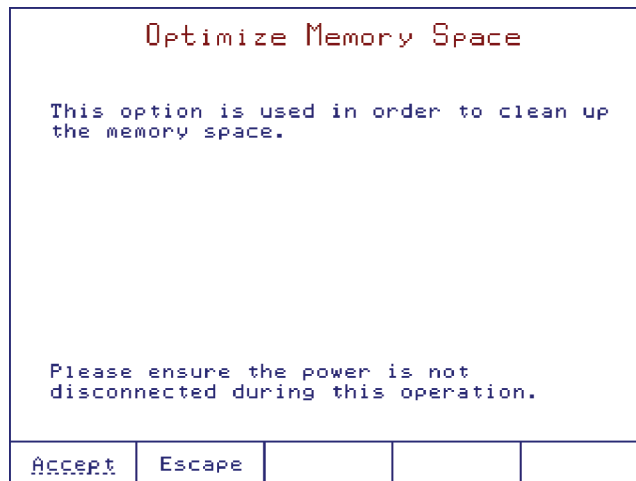 Optimize Memory Space
This option is used in order to clean up
the memory space.
Please ensure the power is not
disconnected during this operation.
Accept Escape